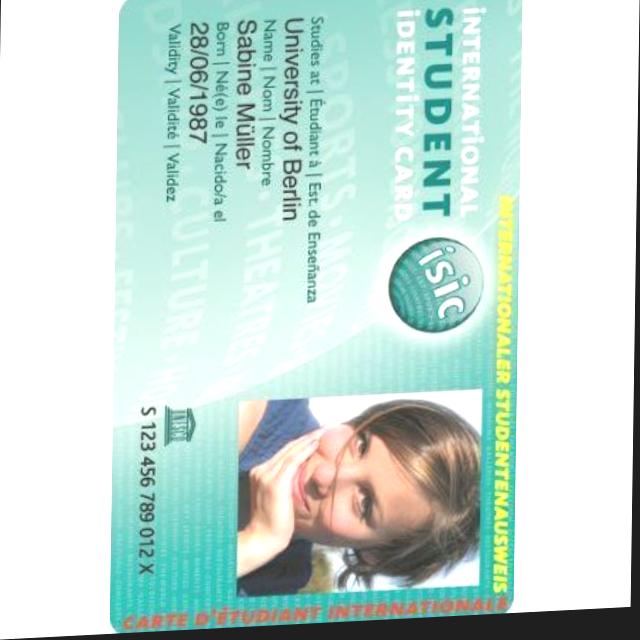 INTERNATIONAL
STUDENT
IDENTITY CARD
isic
INTERNATIONALER STUDENTENAUSWEIS
Studies at | Étudiant à | Est. de Enseñanza
University of Berlin
Name | Nom | Nombre
Sabine Müller
Born | Né(e) le | Nacido/a el
28/06/1987
Validity | Validité | Validez
UNESCO
S 123 456 789 012 X
CARTE D'ÉTUDIANT INTERNATIONALE